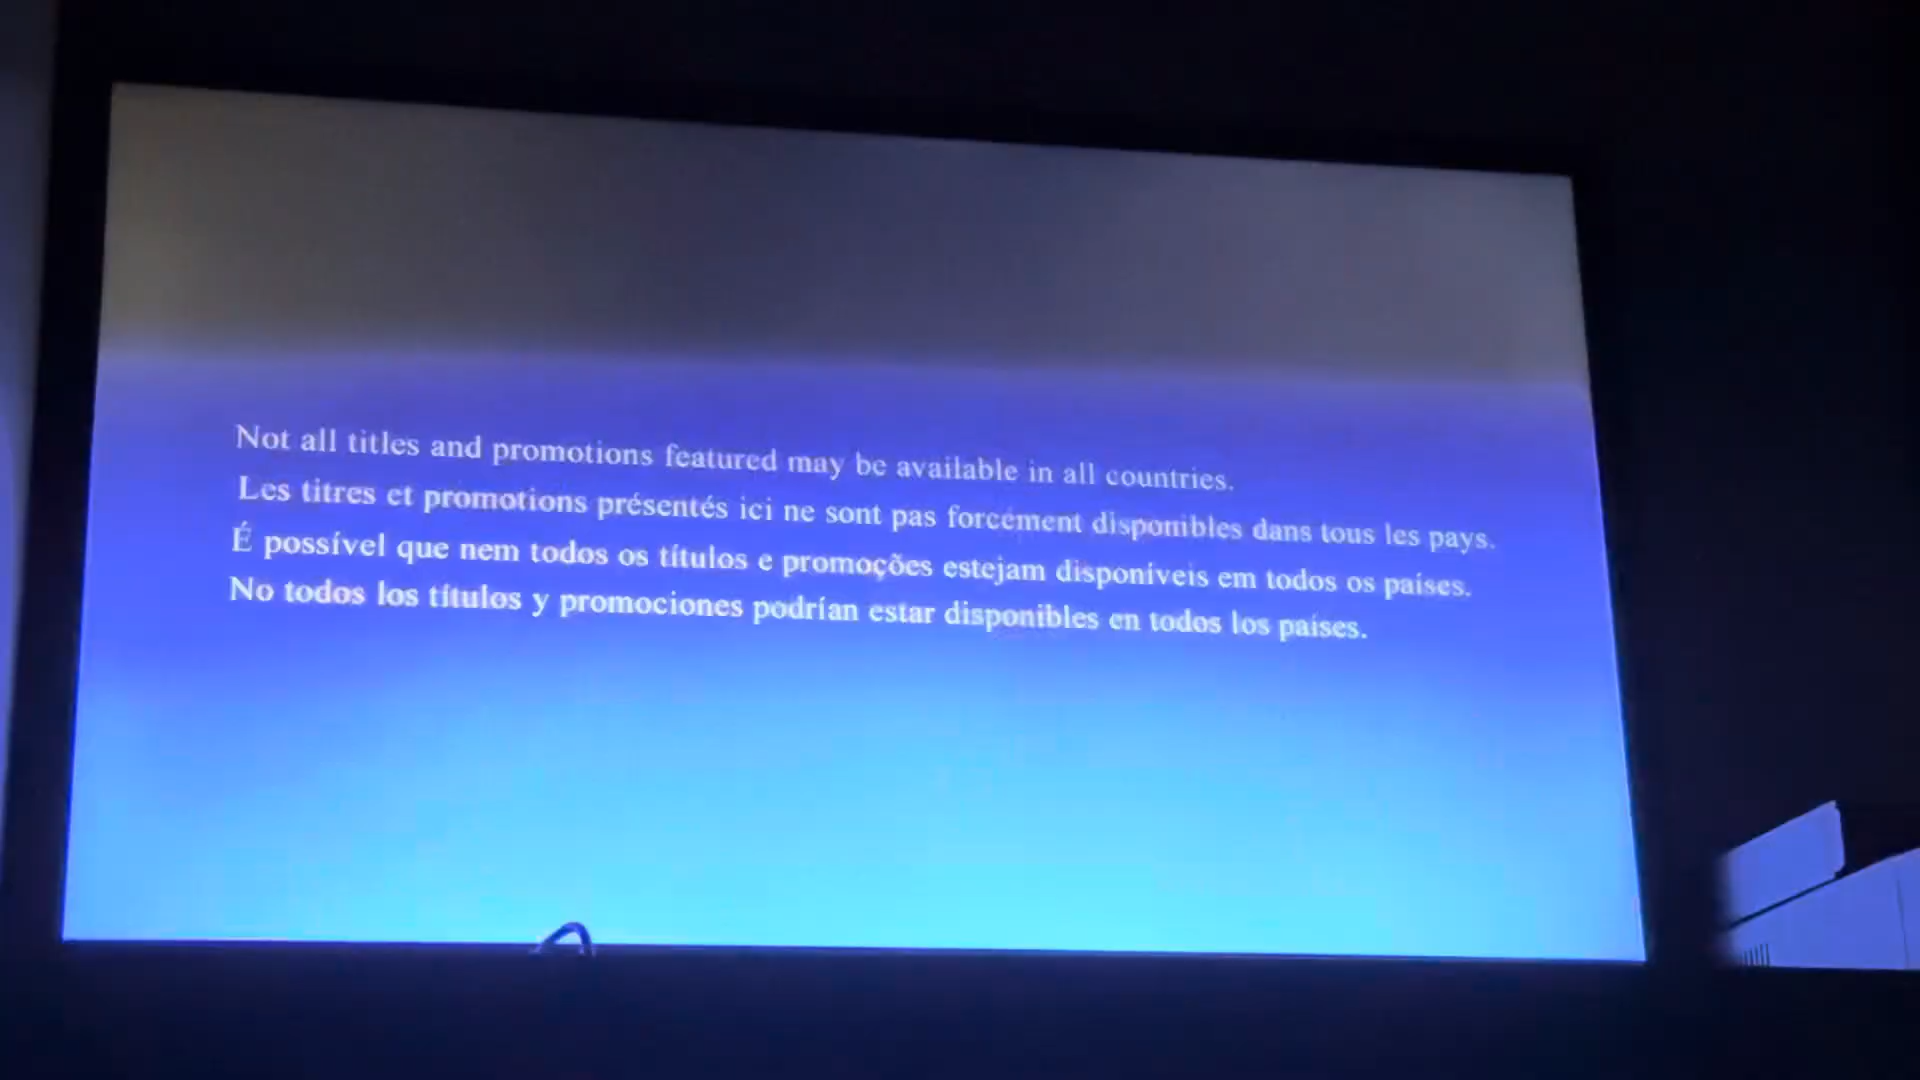 Not all titles and promotions featured may be available in all countries.
Les titres et promotions présentés ici ne sont pas forcément disponibles dans tous les pays.
É possível que nem todos os títulos e promoções estejam disponíveis em todos os países.
No todos los títulos y promociones podrían estar disponibles en todos los países.